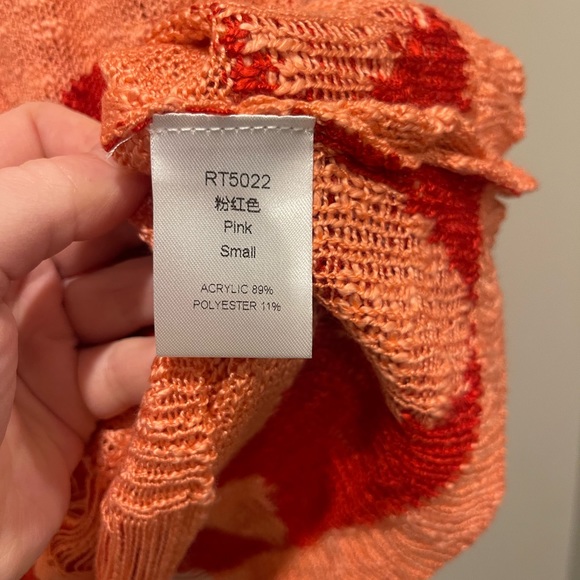 RT5022
粉红色
Pink
Small
ACRYLIC 89%
POLYESTER 11%